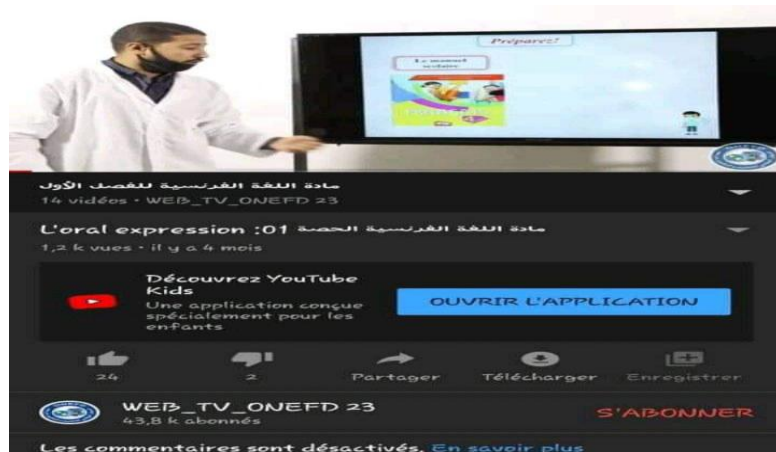 Préparez!
Le manuel
scolaire
مادة اللغة الفرنسية للفصل الأول
14 vidéos • WEB_TV_ONEFD 23
L'oral expression :01 مادة اللغة الفرنسية الحصة
1,2 k vues • il y a 4 mois
Découvrez YouTube
Kids
Une application conçue
spécialement pour les
enfants
OUVRIR L'APPLICATION
24
2
Partager
Télécharger
Enregistrer
WEB_TV_ONEFD 23
43,8 k abonnés
S'ABONNER
Les commentaires sont désactivés. En savoir plus